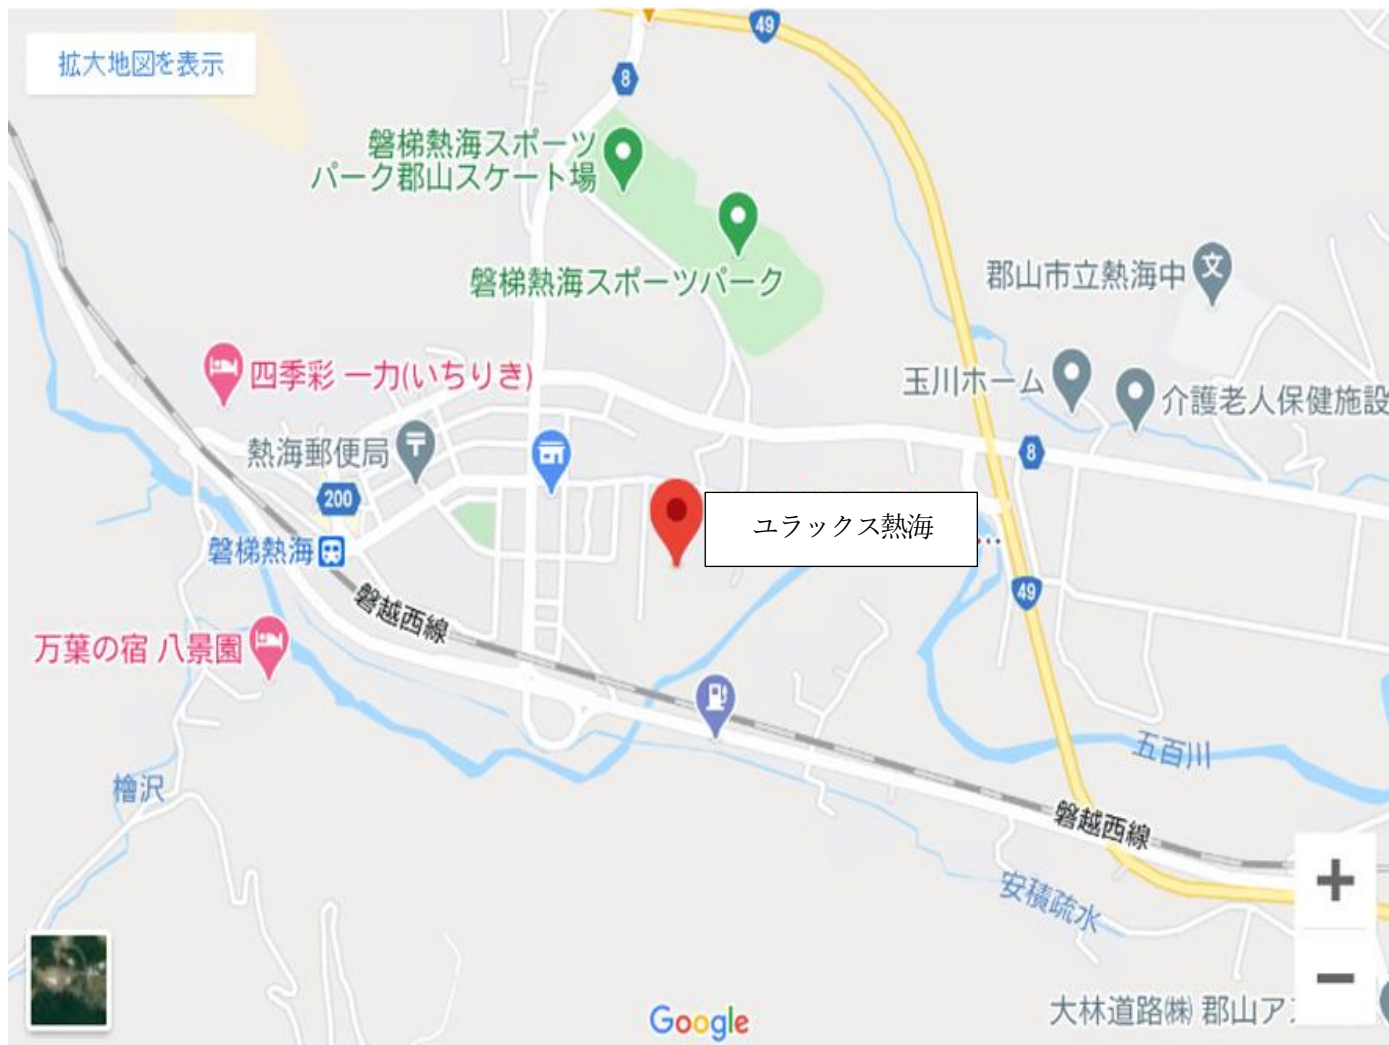 49
拡大地図を表示
8
磐梯熱海スポーツ
パーク郡山スケート場
磐梯熱海スポーツパーク
郡山市立熱海中
文
四季彩 一力(いちりき)
玉川ホーム
介護老人保健施設
熱海郵便局
〒
8
200
ユラックス熱海
磐梯熱海
磐越西線
49
万葉の宿 八景園
五百川
檜沢
磐越西線
安積疏水
大林道路㈱ 郡山ア
Google